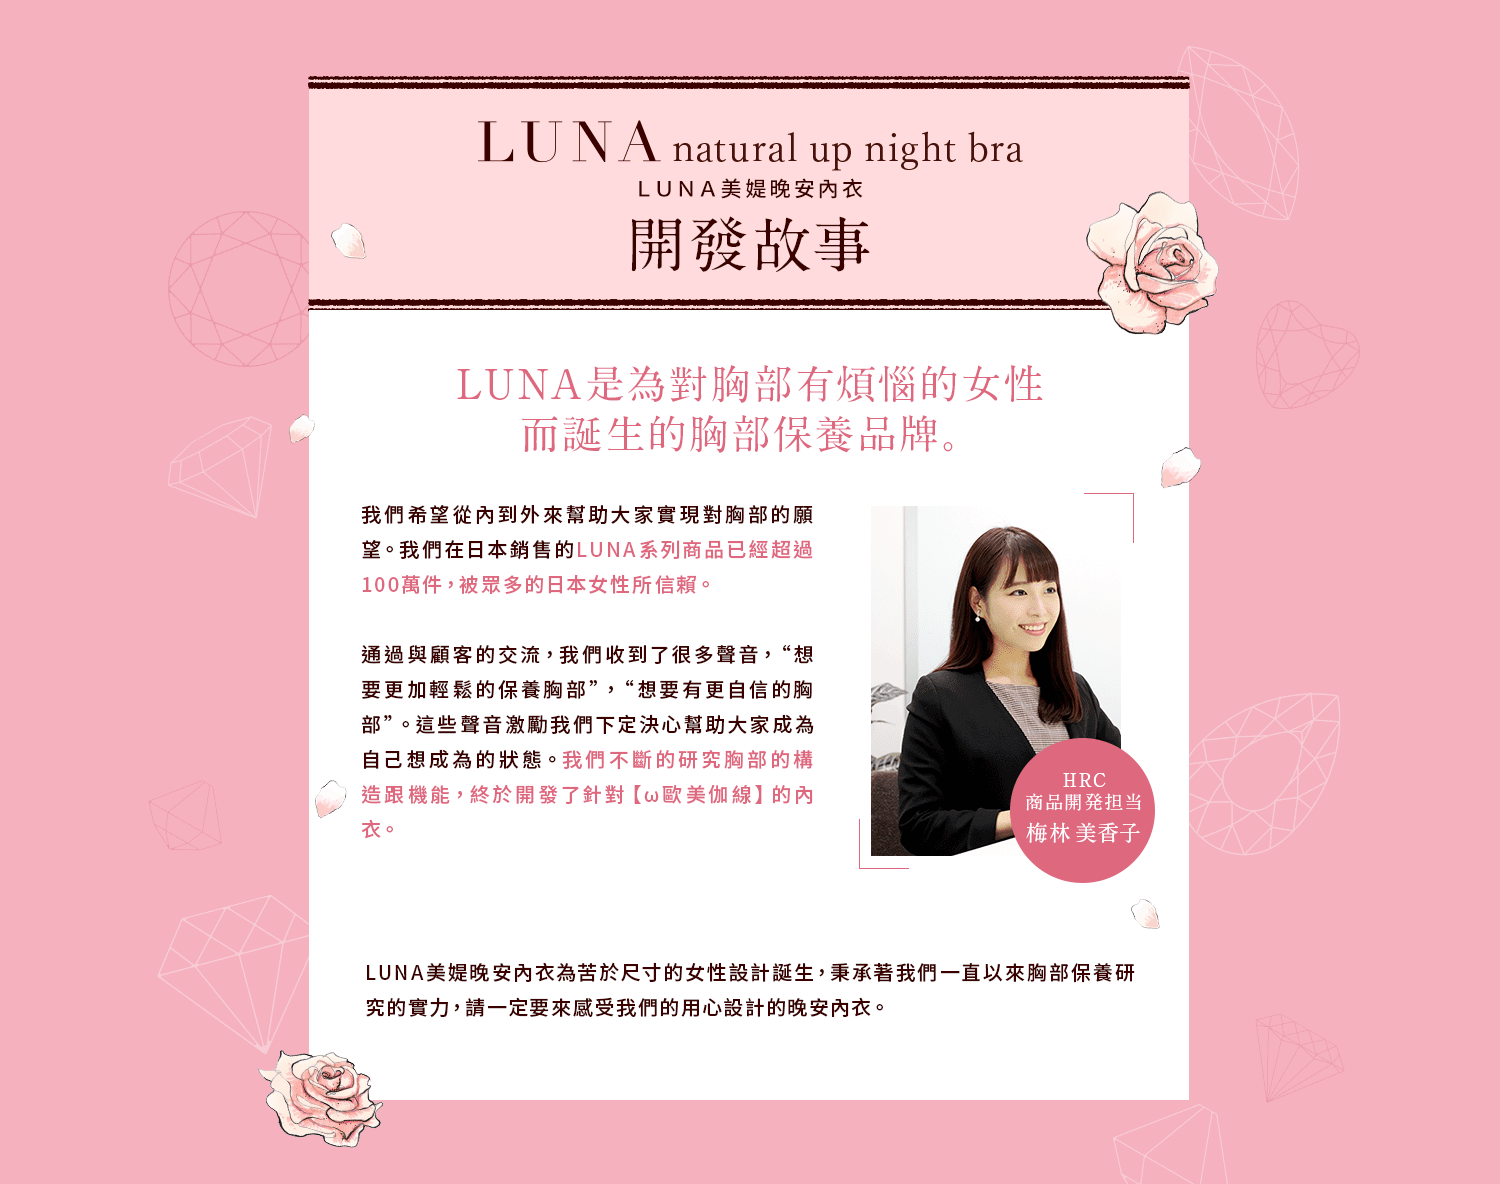 LUNA natural up night bra
LUNA美媞晚安內衣
開發故事
LUNA是為對胸部有煩惱的女性
而誕生的胸部保養品牌。
我們希望從內到外來幫助大家實現對胸部的願
望。我們在日本銷售的LUNA系列商品已經超過
100萬件，被眾多的日本女性所信賴。
通過與顧客的交流，我們收到了很多聲音，“想
要更加輕鬆的保養胸部”，“想要有更自信的胸
部”。這些聲音激勵我們下定決心幫助大家成為
自己想成為的狀態。我們不斷的研究胸部的構
造跟機能，終於開發了針對【ω歐美伽線】的內
衣。
HRC
商品開発担当
梅林 美香子
LUNA美媞晚安內衣為苦於尺寸的女性設計誕生，秉承著我們一直以來胸部保養研
究的實力，請一定要來感受我們的用心設計的晚安內衣。